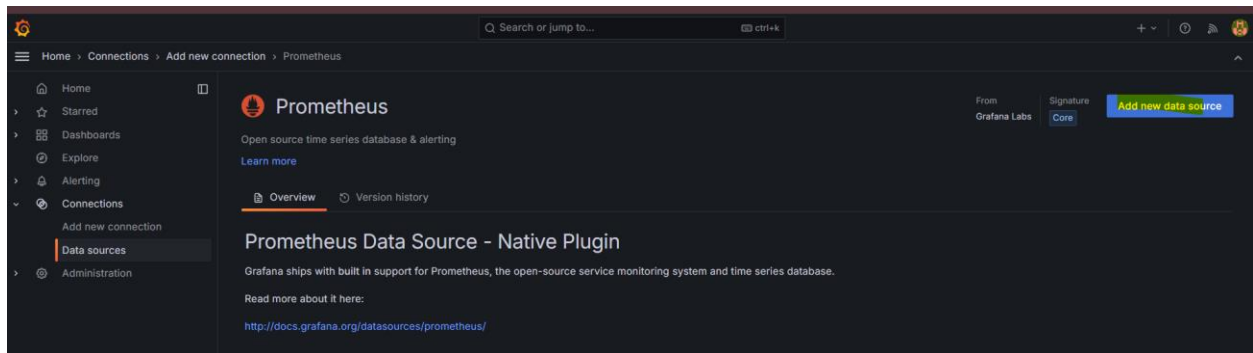 Search or jump to... ctrl+k
Home › Connections › Add new connection › Prometheus
Home
Starred
Dashboards
Explore
Alerting
Connections
Add new connection
Data sources
Administration
Prometheus
From
Grafana Labs
Signature
Core
Add new data source
Open source time series database & alerting
Learn more
Overview
Version history
Prometheus Data Source - Native Plugin
Grafana ships with built in support for Prometheus, the open-source service monitoring system and time series database.
Read more about it here:
http://docs.grafana.org/datasources/prometheus/